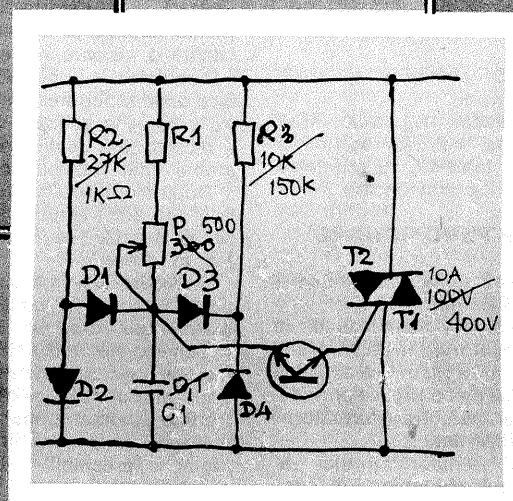 R2
27K
1KΩ
R1
R3
10K
150K
P 500
300
D1
D3
T2
10A
100V
T1
400V
D2
C1
0,1
D4